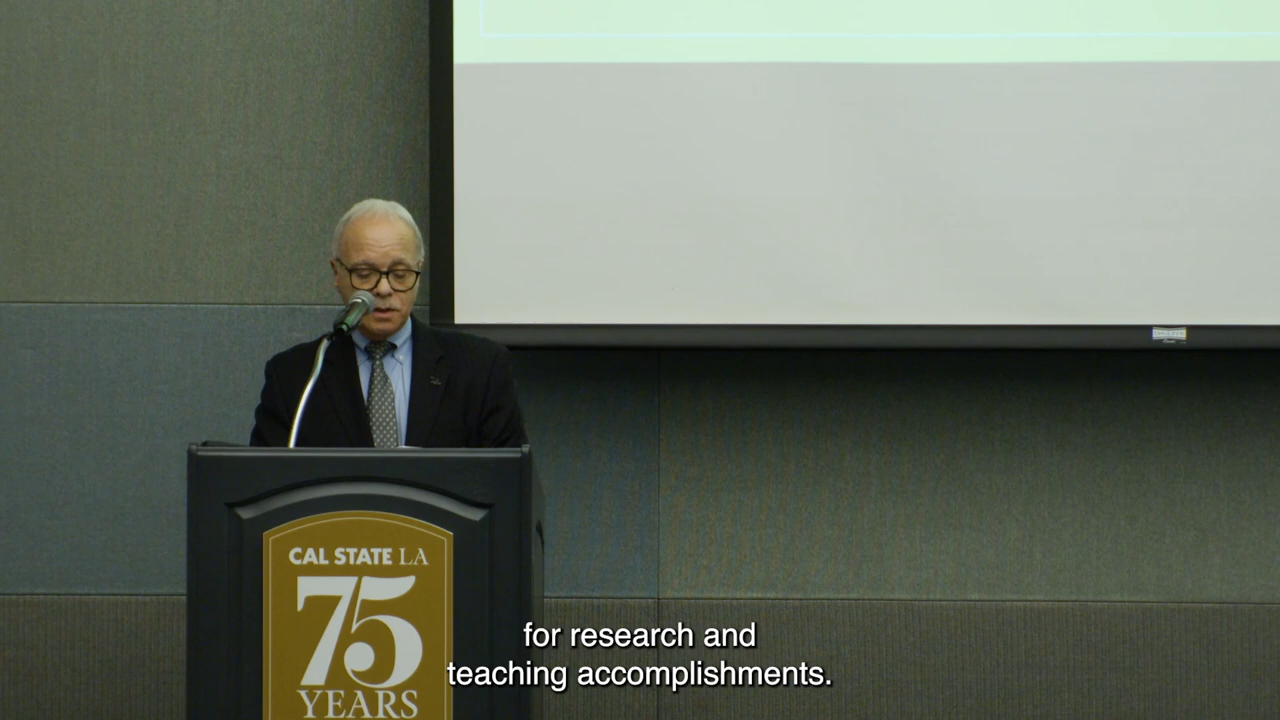 CAL STATE LA
75
YEARS
for research and
teaching accomplishments.